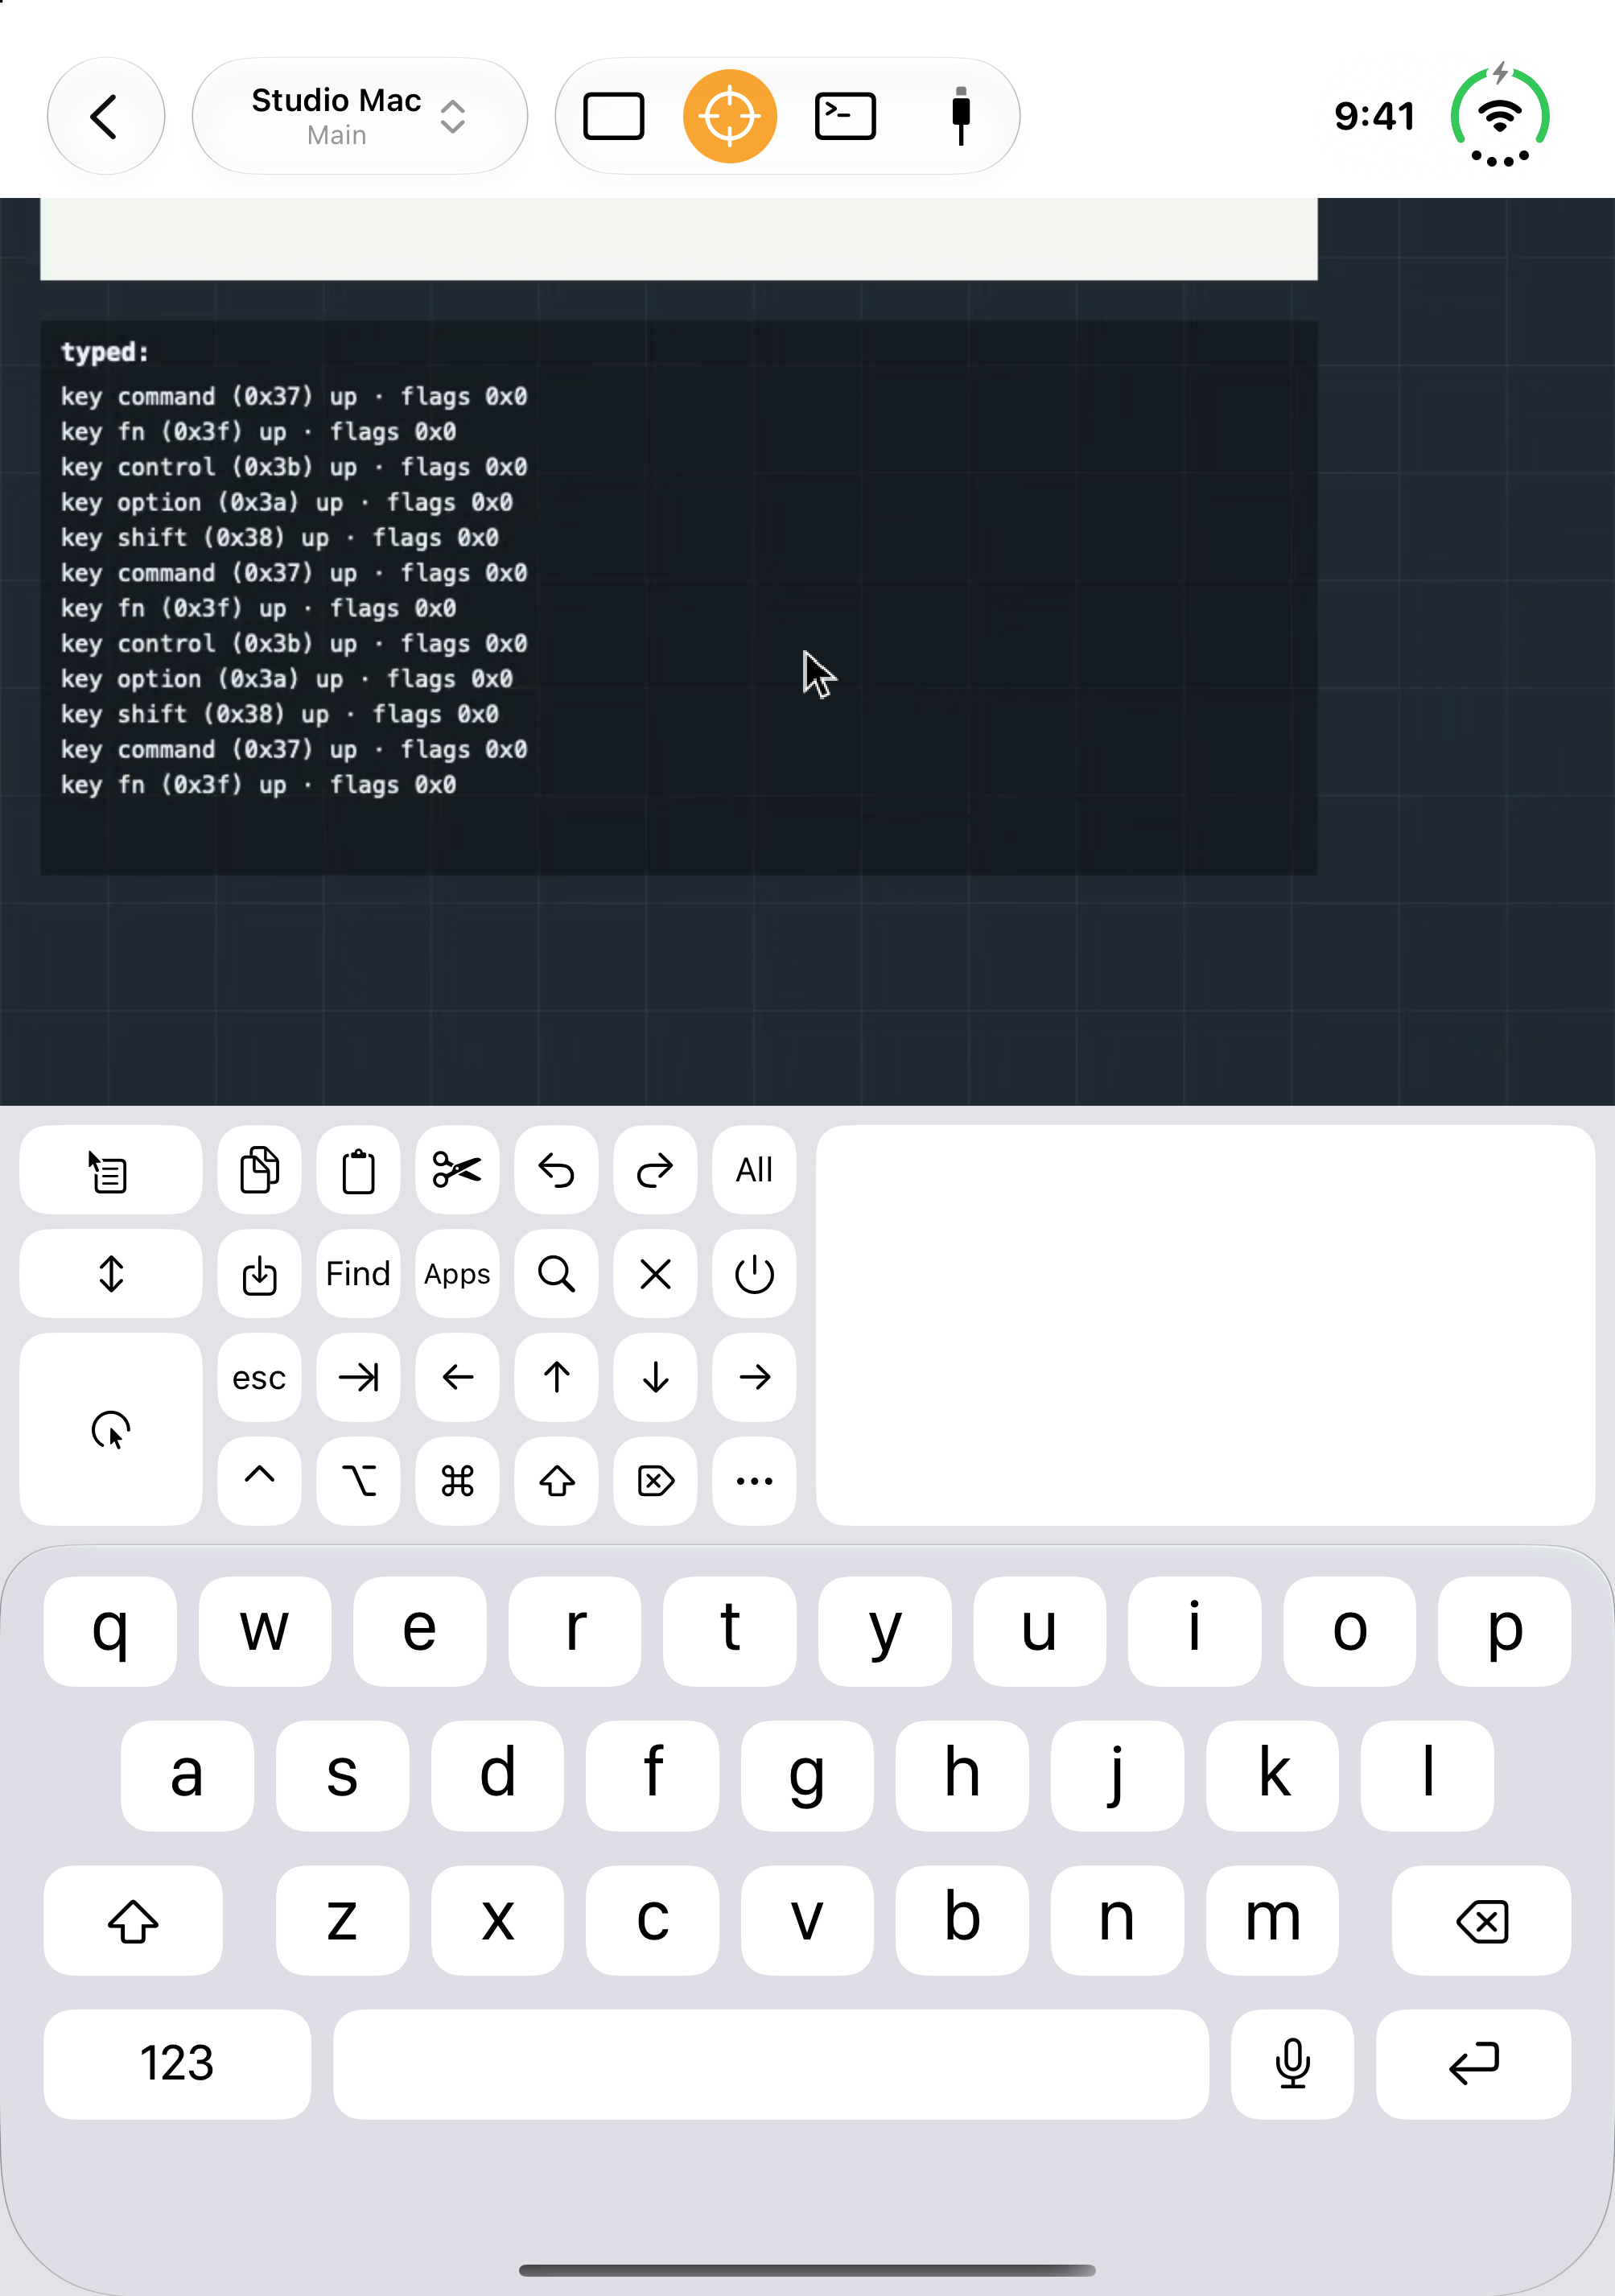 Studio Mac
Main
9:41
typed:
key command (0x37) up · flags 0x0
key fn (0x3f) up · flags 0x0
key control (0x3b) up · flags 0x0
key option (0x3a) up · flags 0x0
key shift (0x38) up · flags 0x0
key command (0x37) up · flags 0x0
key fn (0x3f) up · flags 0x0
key control (0x3b) up · flags 0x0
key option (0x3a) up · flags 0x0
key shift (0x38) up · flags 0x0
key command (0x37) up · flags 0x0
key fn (0x3f) up · flags 0x0
All
Find Apps
esc
q w e r t y u i o p
a s d f g h j k l
z x c v b n m
123